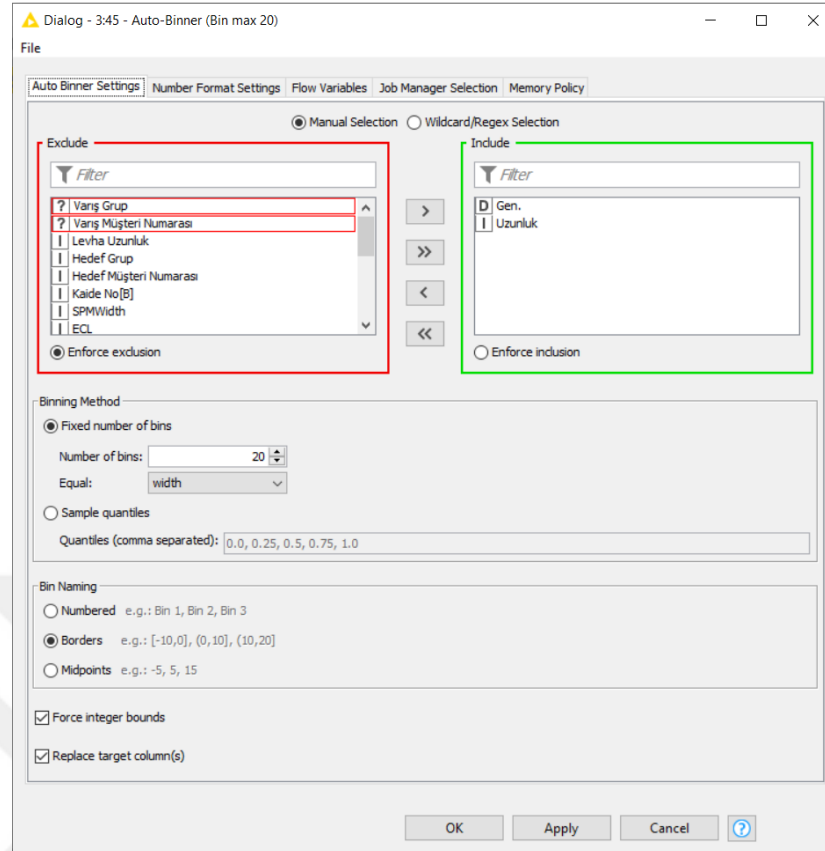 Dialog - 3:45 - Auto-Binner (Bin max 20)
File
Auto Binner Settings Number Format Settings Flow Variables Job Manager Selection Memory Policy
Manual Selection Wildcard/Regex Selection
Exclude
Filter
? Varış Grup
? Varış Müşteri Numarası
I Levha Uzunluk
I Hedef Grup
I Hedef Müşteri Numarası
I Kaide No[B]
I SPMWidth
I ECL
Enforce exclusion
>
>>
<
<<
Include
Filter
D Gen.
I Uzunluk
Enforce inclusion
Binning Method
Fixed number of bins
Number of bins: 20
Equal: width
Sample quantiles
Quantiles (comma separated): 0.0, 0.25, 0.5, 0.75, 1.0
Bin Naming
Numbered e.g.: Bin 1, Bin 2, Bin 3
Borders e.g.: [-10,0], (0,10], (10,20]
Midpoints e.g.: -5, 5, 15
Force integer bounds
Replace target column(s)
OK Apply Cancel ?